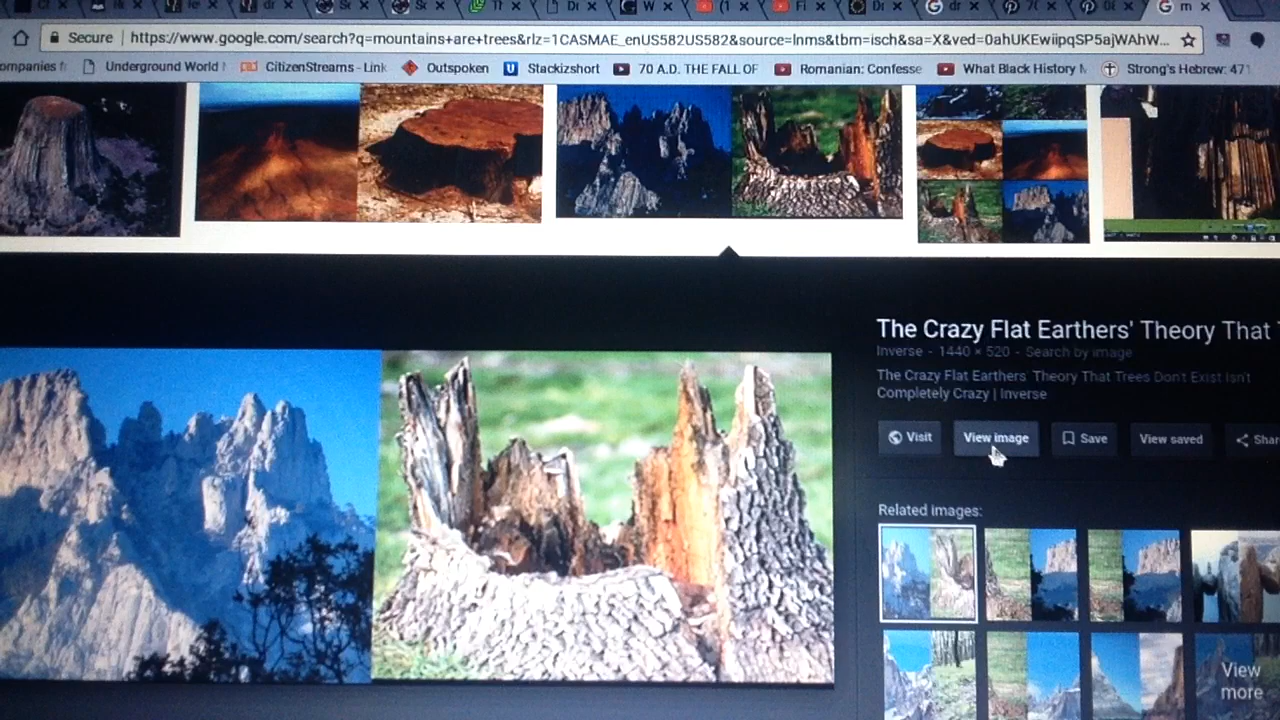 Secure | https://www.google.com/search?q=mountains+are+trees&rlz=1CASMAE_enUS582US582&source=lnms&tbm=isch&sa=X&ved=0ahUKEwiipqSP5ajWAhW...
ompanies f
Underground World
CitizenStreams - Link
Outspoken
Stackizshort
70 A.D. THE FALL OF
Romanian: Confesse
What Black History M
Strong's Hebrew: 471
The Crazy Flat Earthers' Theory That
Inverse - 1440 × 520 - Search by image
The Crazy Flat Earthers Theory That Trees Don't Exist Isn't
Completely Crazy | Inverse
Visit
View image
Save
View saved
Shar
Related images:
View
more